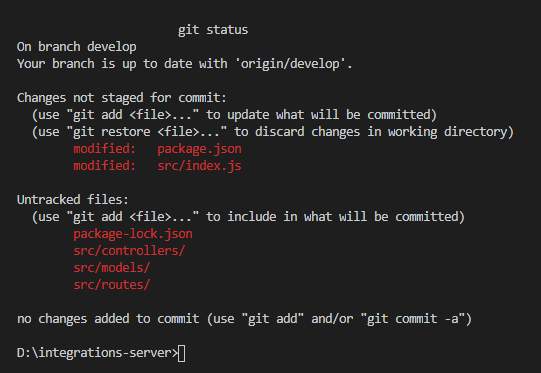 git status
On branch develop
Your branch is up to date with 'origin/develop'.
Changes not staged for commit:
(use "git add <file>..." to update what will be committed)
(use "git restore <file>..." to discard changes in working directory)
modified: package.json
modified: src/index.js
Untracked files:
(use "git add <file>..." to include in what will be committed)
package-lock.json
src/controllers/
src/models/
src/routes/
no changes added to commit (use "git add" and/or "git commit -a")
D:\integrations-server>